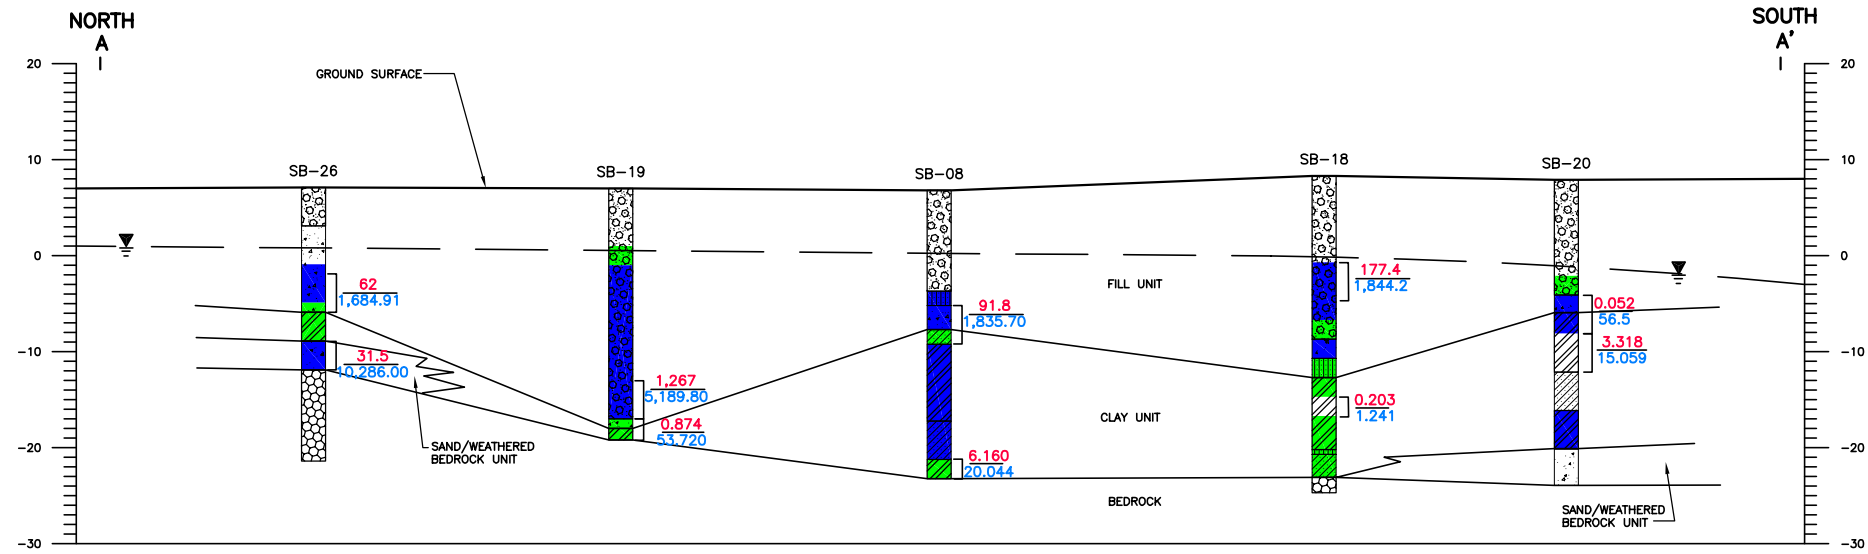 NORTH
A
SOUTH
A'
20
10
0
-10
-20
-30
20
10
0
-10
-20
-30
GROUND SURFACE
SB-26
SB-19
SB-08
SB-18
SB-20
62
1,684.91
31.5
10,286.00
1,267
5,189.80
0.874
53.720
91.8
1,835.70
6.160
20.044
177.4
1,844.2
0.203
1.241
0.052
56.5
3.318
15.059
FILL UNIT
CLAY UNIT
BEDROCK
SAND/WEATHERED
BEDROCK UNIT
SAND/WEATHERED
BEDROCK UNIT